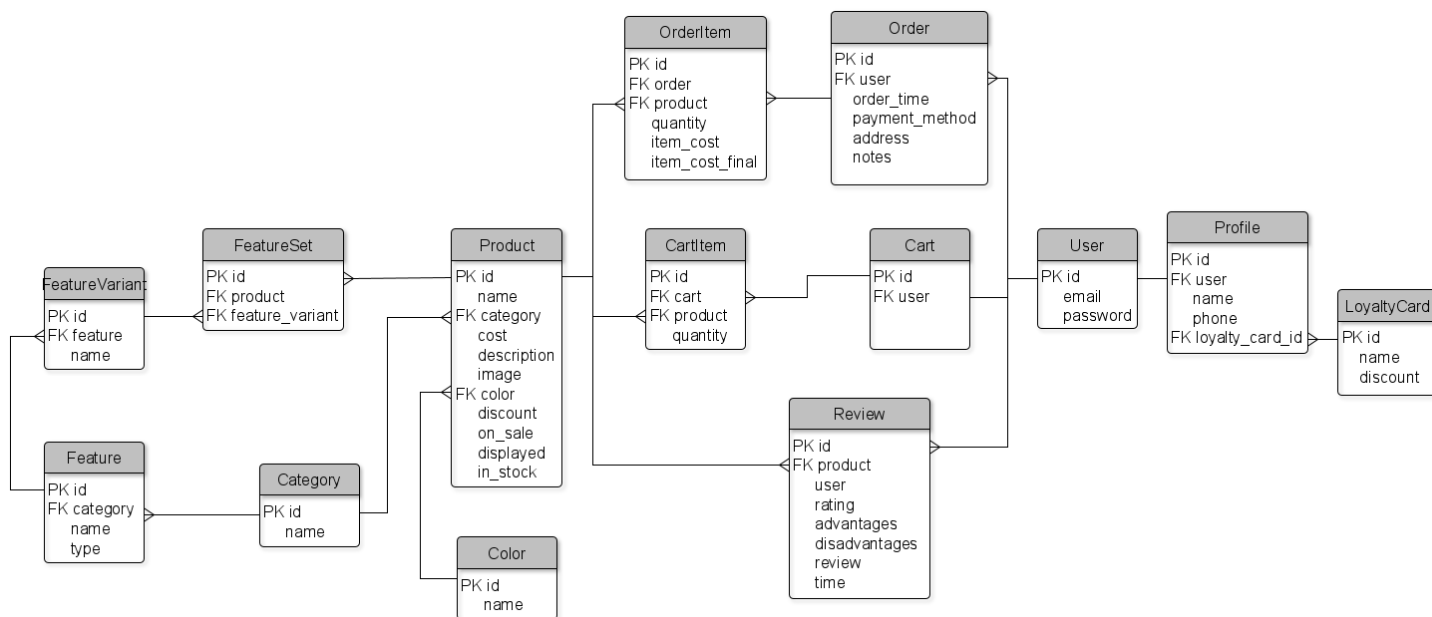 OrderItem
PK id
FK order
FK product
quantity
item_cost
item_cost_final
Order
PK id
FK user
order_time
payment_method
address
notes
FeatureVariant
PK id
FK feature
name
FeatureSet
PK id
FK product
FK feature_variant
Product
PK id
name
FK category
cost
description
image
FK color
discount
on_sale
displayed
in_stock
CartItem
PK id
FK cart
FK product
quantity
Cart
PK id
FK user
User
PK id
email
password
Profile
PK id
FK user
name
phone
FK loyalty_card_id
LoyaltyCard
PK id
name
discount
Feature
PK id
FK category
name
type
Category
PK id
name
Color
PK id
name
Review
PK id
FK product
user
rating
advantages
disadvantages
review
time